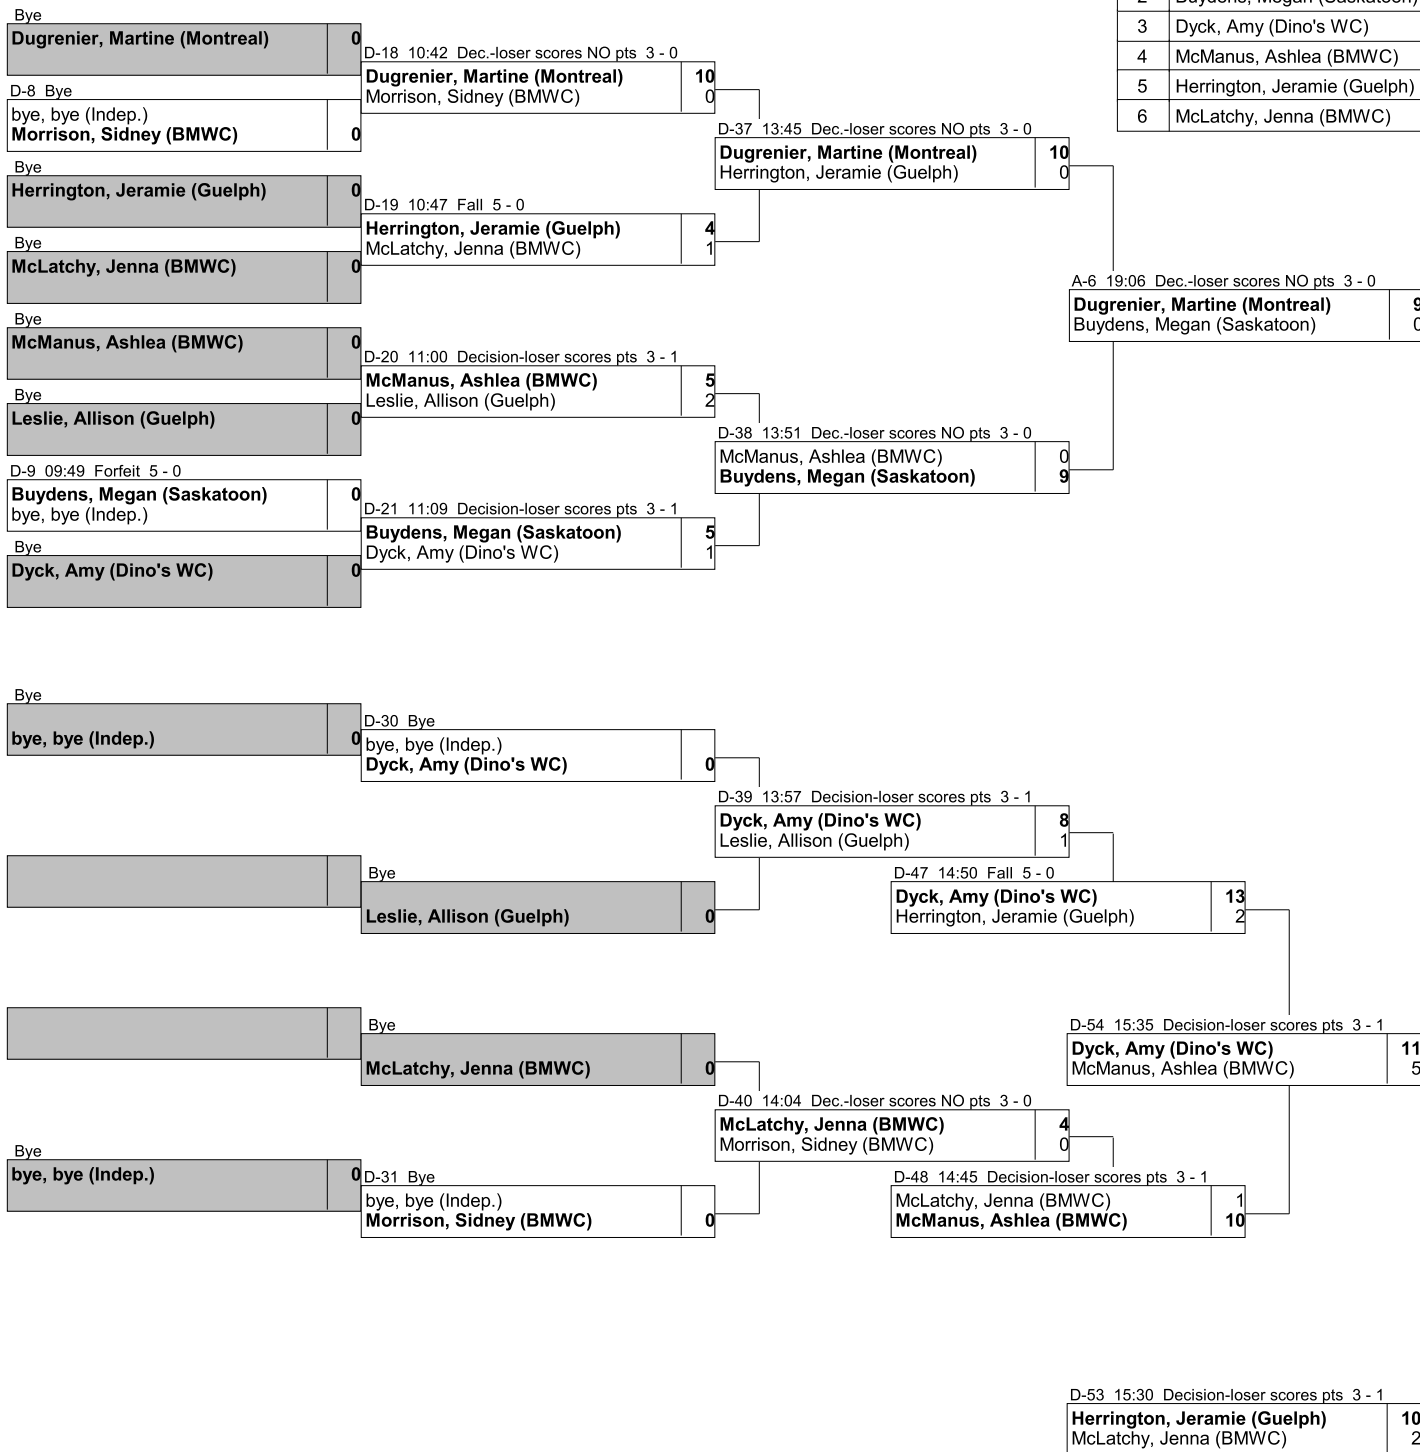 2 Buydens, Megan (Saskatoon)
3 Dyck, Amy (Dino's WC)
4 McManus, Ashlea (BMWC)
5 Herrington, Jeramie (Guelph)
6 McLatchy, Jenna (BMWC)
Bye
Dugrenier, Martine (Montreal) 0
D-8 Bye
bye, bye (Indep.)
Morrison, Sidney (BMWC) 0
Bye
Herrington, Jeramie (Guelph) 0
Bye
McLatchy, Jenna (BMWC) 0
Bye
McManus, Ashlea (BMWC) 0
Bye
Leslie, Allison (Guelph) 0
D-9 09:49 Forfeit 5 - 0
Buydens, Megan (Saskatoon) 0
bye, bye (Indep.)
Bye
Dyck, Amy (Dino's WC) 0
D-18 10:42 Dec.-loser scores NO pts 3 - 0
Dugrenier, Martine (Montreal) 10
Morrison, Sidney (BMWC) 0
D-19 10:47 Fall 5 - 0
Herrington, Jeramie (Guelph) 4
McLatchy, Jenna (BMWC) 1
D-20 11:00 Decision-loser scores pts 3 - 1
McManus, Ashlea (BMWC) 5
Leslie, Allison (Guelph) 2
D-21 11:09 Decision-loser scores pts 3 - 1
Buydens, Megan (Saskatoon) 5
Dyck, Amy (Dino's WC) 1
D-37 13:45 Dec.-loser scores NO pts 3 - 0
Dugrenier, Martine (Montreal) 10
Herrington, Jeramie (Guelph) 0
D-38 13:51 Dec.-loser scores NO pts 3 - 0
McManus, Ashlea (BMWC) 0
Buydens, Megan (Saskatoon) 9
A-6 19:06 Dec.-loser scores NO pts 3 - 0
Dugrenier, Martine (Montreal) 9
Buydens, Megan (Saskatoon) 0
Bye
bye, bye (Indep.) 0
Bye
bye, bye (Indep.) 0
D-30 Bye
bye, bye (Indep.)
Dyck, Amy (Dino's WC) 0
Bye
Leslie, Allison (Guelph) 0
Bye
McLatchy, Jenna (BMWC) 0
D-31 Bye
bye, bye (Indep.)
Morrison, Sidney (BMWC) 0
D-39 13:57 Decision-loser scores pts 3 - 1
Dyck, Amy (Dino's WC) 8
Leslie, Allison (Guelph) 1
D-40 14:04 Dec.-loser scores NO pts 3 - 0
McLatchy, Jenna (BMWC) 4
Morrison, Sidney (BMWC) 0
D-47 14:50 Fall 5 - 0
Dyck, Amy (Dino's WC) 13
Herrington, Jeramie (Guelph) 2
D-48 14:45 Decision-loser scores pts 3 - 1
McLatchy, Jenna (BMWC) 1
McManus, Ashlea (BMWC) 10
D-54 15:35 Decision-loser scores pts 3 - 1
Dyck, Amy (Dino's WC) 11
McManus, Ashlea (BMWC) 5
D-53 15:30 Decision-loser scores pts 3 - 1
Herrington, Jeramie (Guelph) 10
McLatchy, Jenna (BMWC) 2